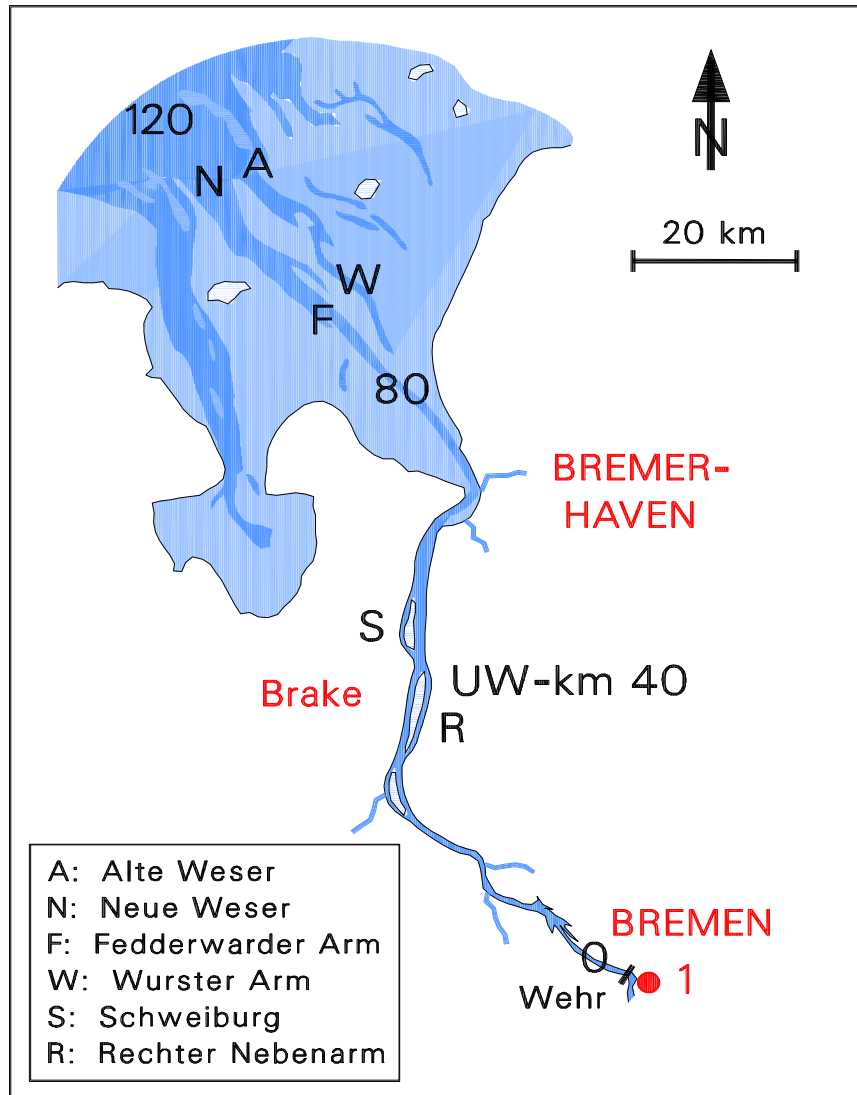 120
A
N
N
20 km
W
F
80
BREMER-
HAVEN
S
UW-km 40
Brake
R
A: Alte Weser
N: Neue Weser
F: Fedderwarder Arm
W: Wurster Arm
S: Schweiburg
R: Rechter Nebenarm
BREMEN
0
1
Wehr